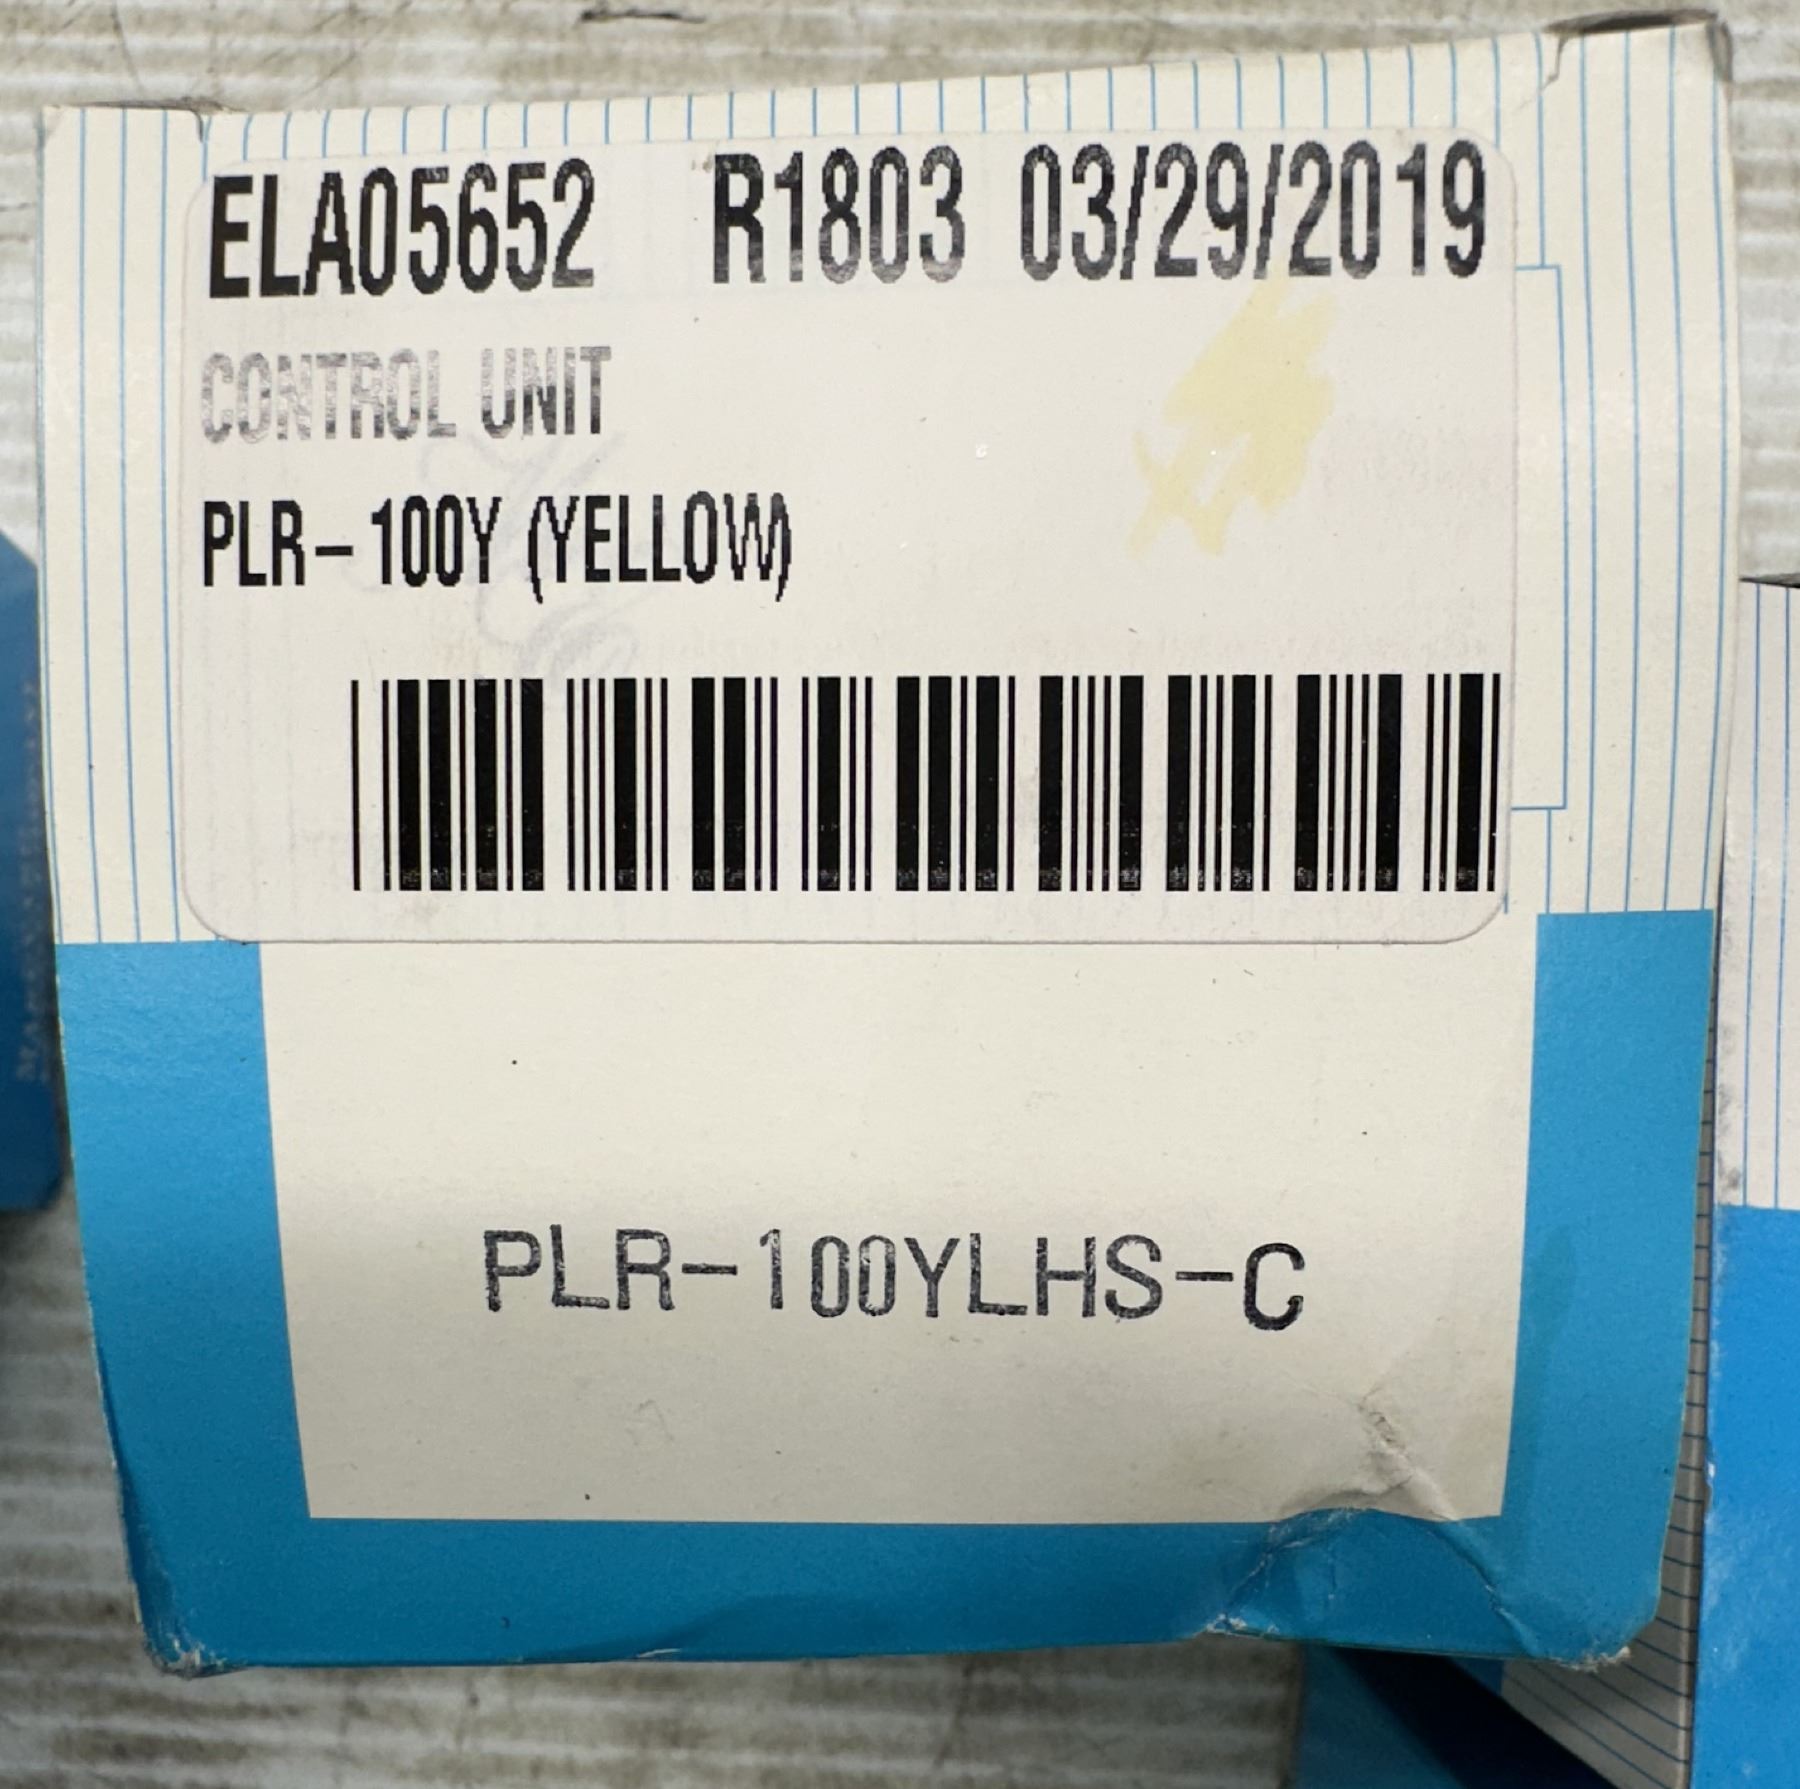 ELA05652 R1803 03/29/2019
CONTROL UNIT
PLR-100Y (YELLOW)
PLR-100YLHS-C